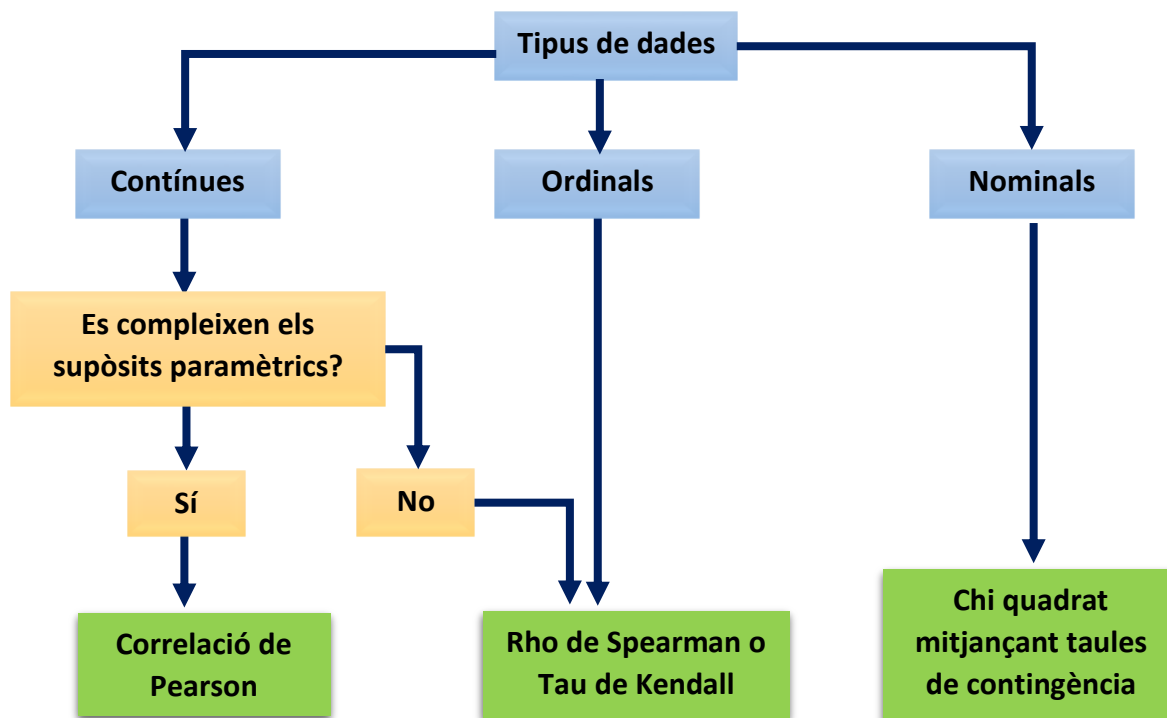 Tipus de dades
Contínues
Ordinals
Nominals
Es compleixen els
supòsits paramètrics?
Sí
No
Correlació de
Pearson
Rho de Spearman o
Tau de Kendall
Chi quadrat
mitjançant taules
de contingència